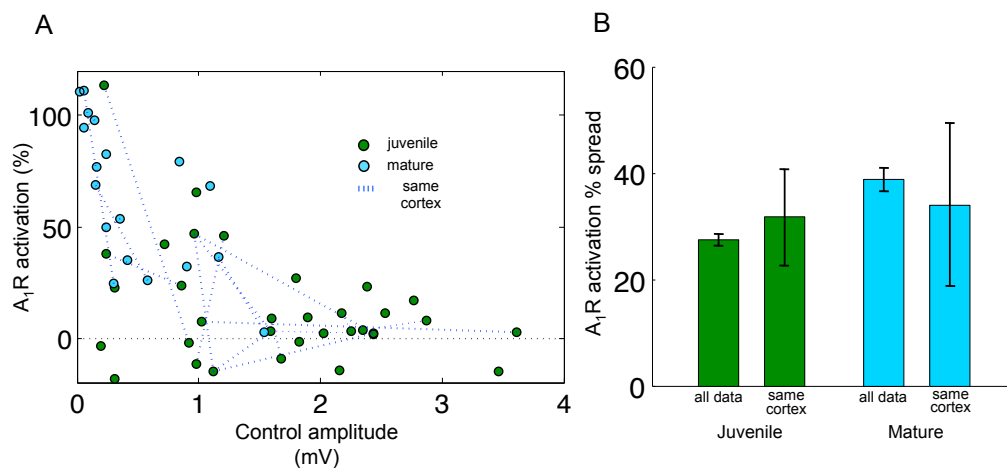 A
A₁R activation (%)
100
50
0
0
1
2
3
4
Control amplitude
(mV)
juvenile
mature
same
cortex
B
A₁R activation % spread
60
40
20
0
all data
same
cortex
all data
same
cortex
Juvenile
Mature